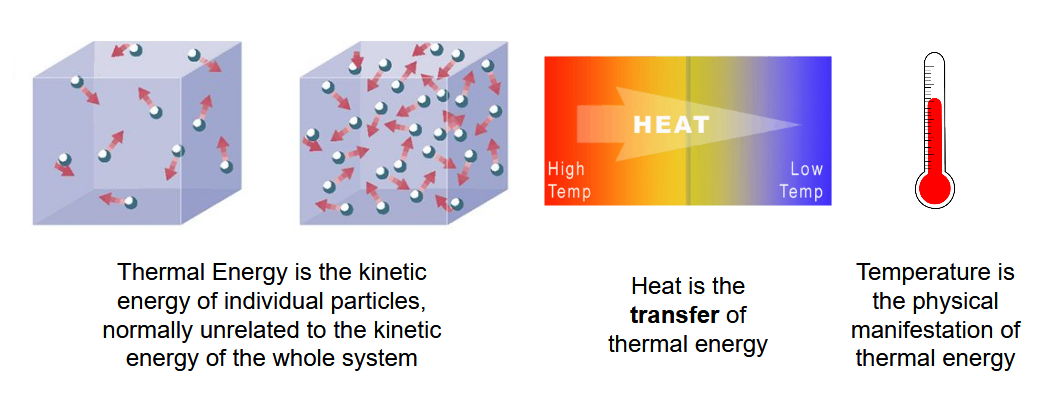 HEAT
High
Temp
Low
Temp
Thermal Energy is the kinetic
energy of individual particles,
normally unrelated to the kinetic
energy of the whole system
Heat is the
transfer of
thermal energy
Temperature is
the physical
manifestation of
thermal energy